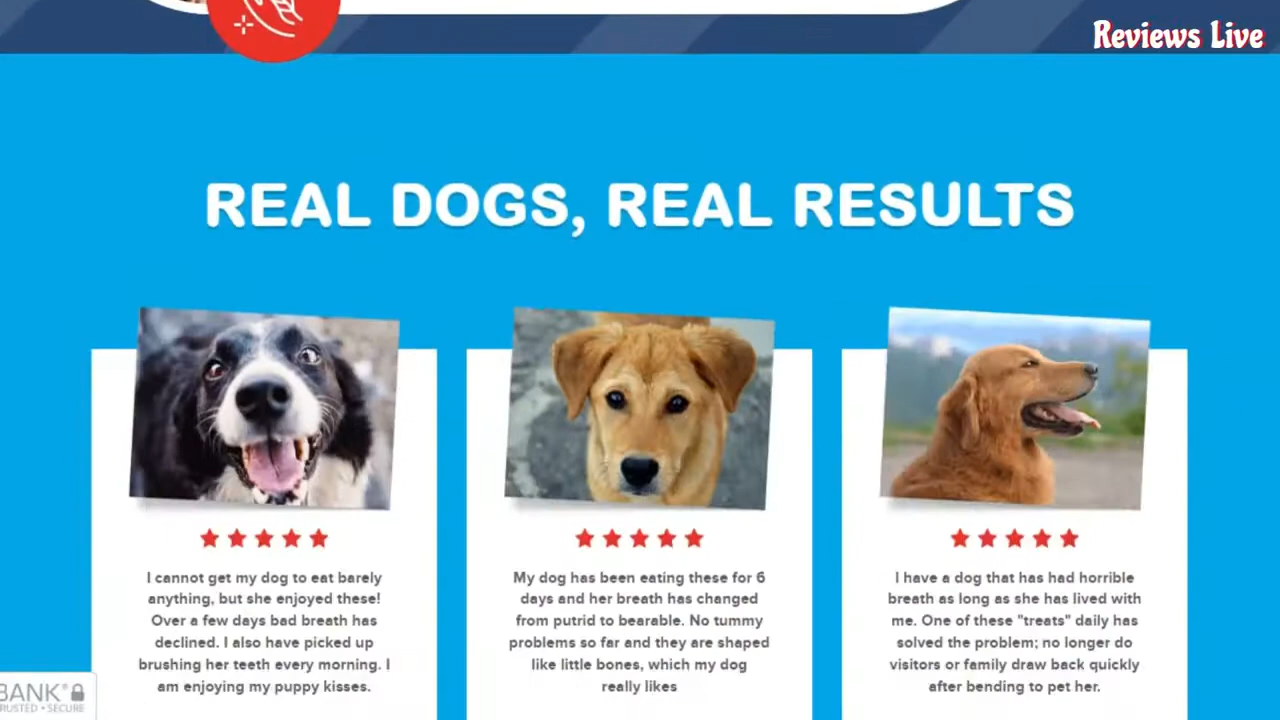 Reviews Live
REAL DOGS, REAL RESULTS
I cannot get my dog to eat barely
anything, but she enjoyed these!
Over a few days bad breath has
declined. I also have picked up
brushing her teeth every morning. I
am enjoying my puppy kisses.
My dog has been eating these for 6
days and her breath has changed
from putrid to bearable. No tummy
problems so far and they are shaped
like little bones, which my dog
really likes
I have a dog that has had horrible
breath as long as she has lived with
me. One of these "treats" daily has
solved the problem; no longer do
visitors or family draw back quickly
after bending to pet her.
BANK®
RUSTED • SECURE